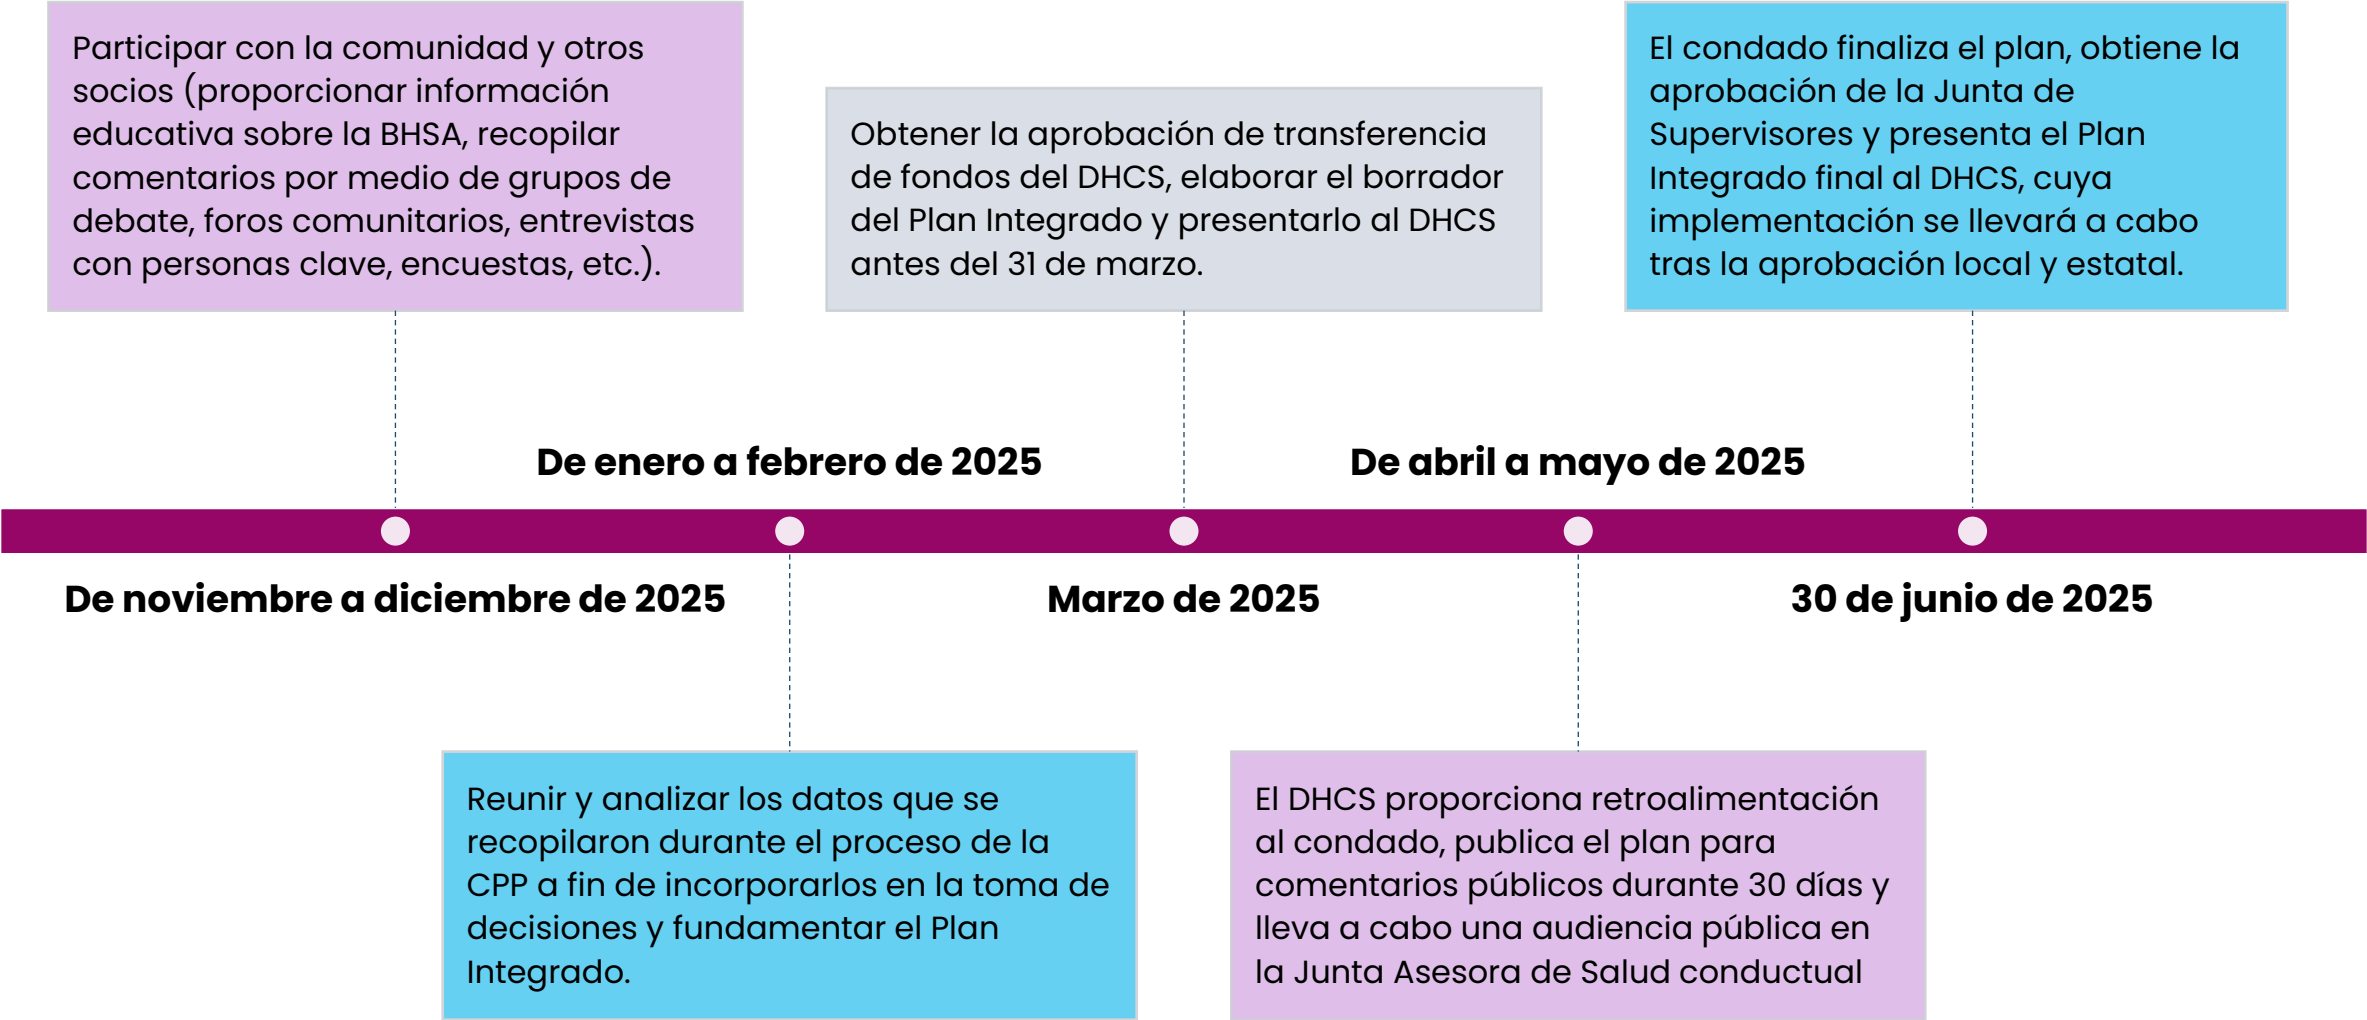 Participar con la comunidad y otros
socios (proporcionar información
educativa sobre la BHSA, recopilar
comentarios por medio de grupos de
debate, foros comunitarios, entrevistas
con personas clave, encuestas, etc.).
De noviembre a diciembre de 2025
De enero a febrero de 2025
Reunir y analizar los datos que se
recopilaron durante el proceso de la
CPP a fin de incorporarlos en la toma de
decisiones y fundamentar el Plan
Integrado.
Obtener la aprobación de transferencia
de fondos del DHCS, elaborar el borrador
del Plan Integrado y presentarlo al DHCS
antes del 31 de marzo.
Marzo de 2025
De abril a mayo de 2025
El DHCS proporciona retroalimentación
al condado, publica el plan para
comentarios públicos durante 30 días y
lleva a cabo una audiencia pública en
la Junta Asesora de Salud conductual
El condado finaliza el plan, obtiene la
aprobación de la Junta de
Supervisores y presenta el Plan
Integrado final al DHCS, cuya
implementación se llevará a cabo
tras la aprobación local y estatal.
30 de junio de 2025